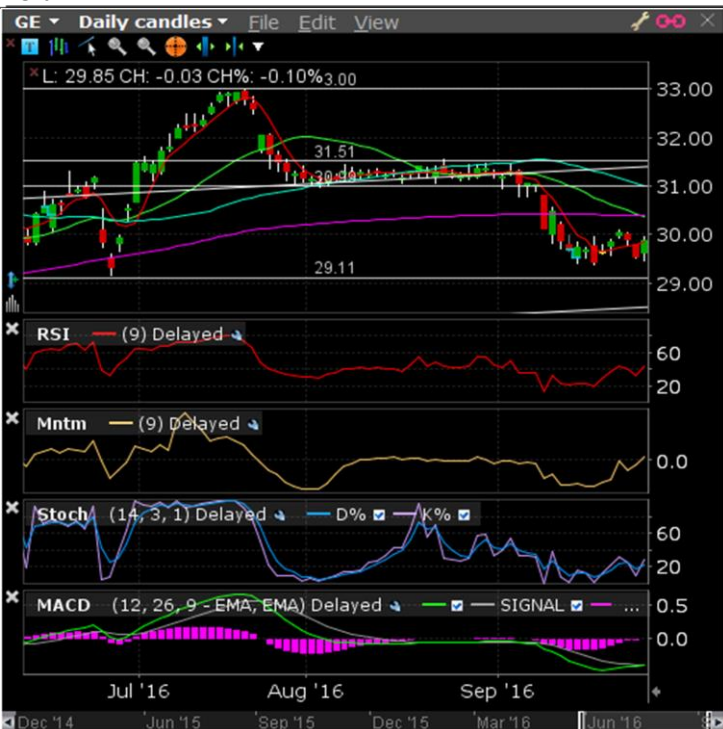 GE Daily candles File Edit View
L: 29.85 CH: -0.03 CH%: -0.10%
3.00
33.00
32.00
31.51
31.00
30.00
29.11
29.00
RSI (9) Delayed
60
20
Mntm (9) Delayed
0.0
Stoch (14, 3, 1) Delayed D% K%
60
20
MACD (12, 26, 9 - EMA, EMA) Delayed SIGNAL ...
0.5
0.0
Jul '16 Aug '16 Sep '16
Dec '14 Jun '15 Sep '15 Dec '15 Mar '16 Jun '16